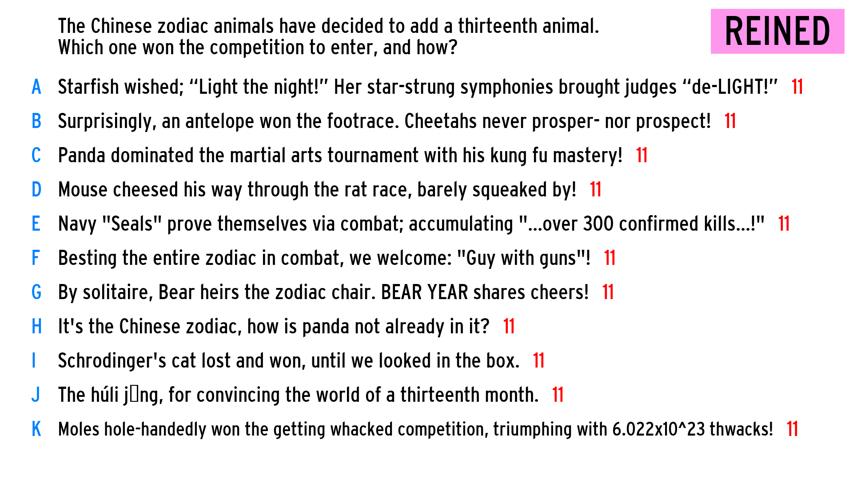 The Chinese zodiac animals have decided to add a thirteenth animal.
Which one won the competition to enter, and how?
REINED
A Starfish wished; “Light the night!” Her star-strung symphonies brought judges “de-LIGHT!” 11
B Surprisingly, an antelope won the footrace. Cheetahs never prosper- nor prospect! 11
C Panda dominated the martial arts tournament with his kung fu mastery! 11
D Mouse cheesed his way through the rat race, barely squeaked by! 11
E Navy "Seals" prove themselves via combat; accumulating "...over 300 confirmed kills...!" 11
F Besting the entire zodiac in combat, we welcome: "Guy with guns"! 11
G By solitaire, Bear heirs the zodiac chair. BEAR YEAR shares cheers! 11
H It's the Chinese zodiac, how is panda not already in it? 11
I Schrodinger's cat lost and won, until we looked in the box. 11
J The húli j▯ng, for convincing the world of a thirteenth month. 11
K Moles hole-handedly won the getting whacked competition, triumphing with 6.022x10^23 thwacks! 11